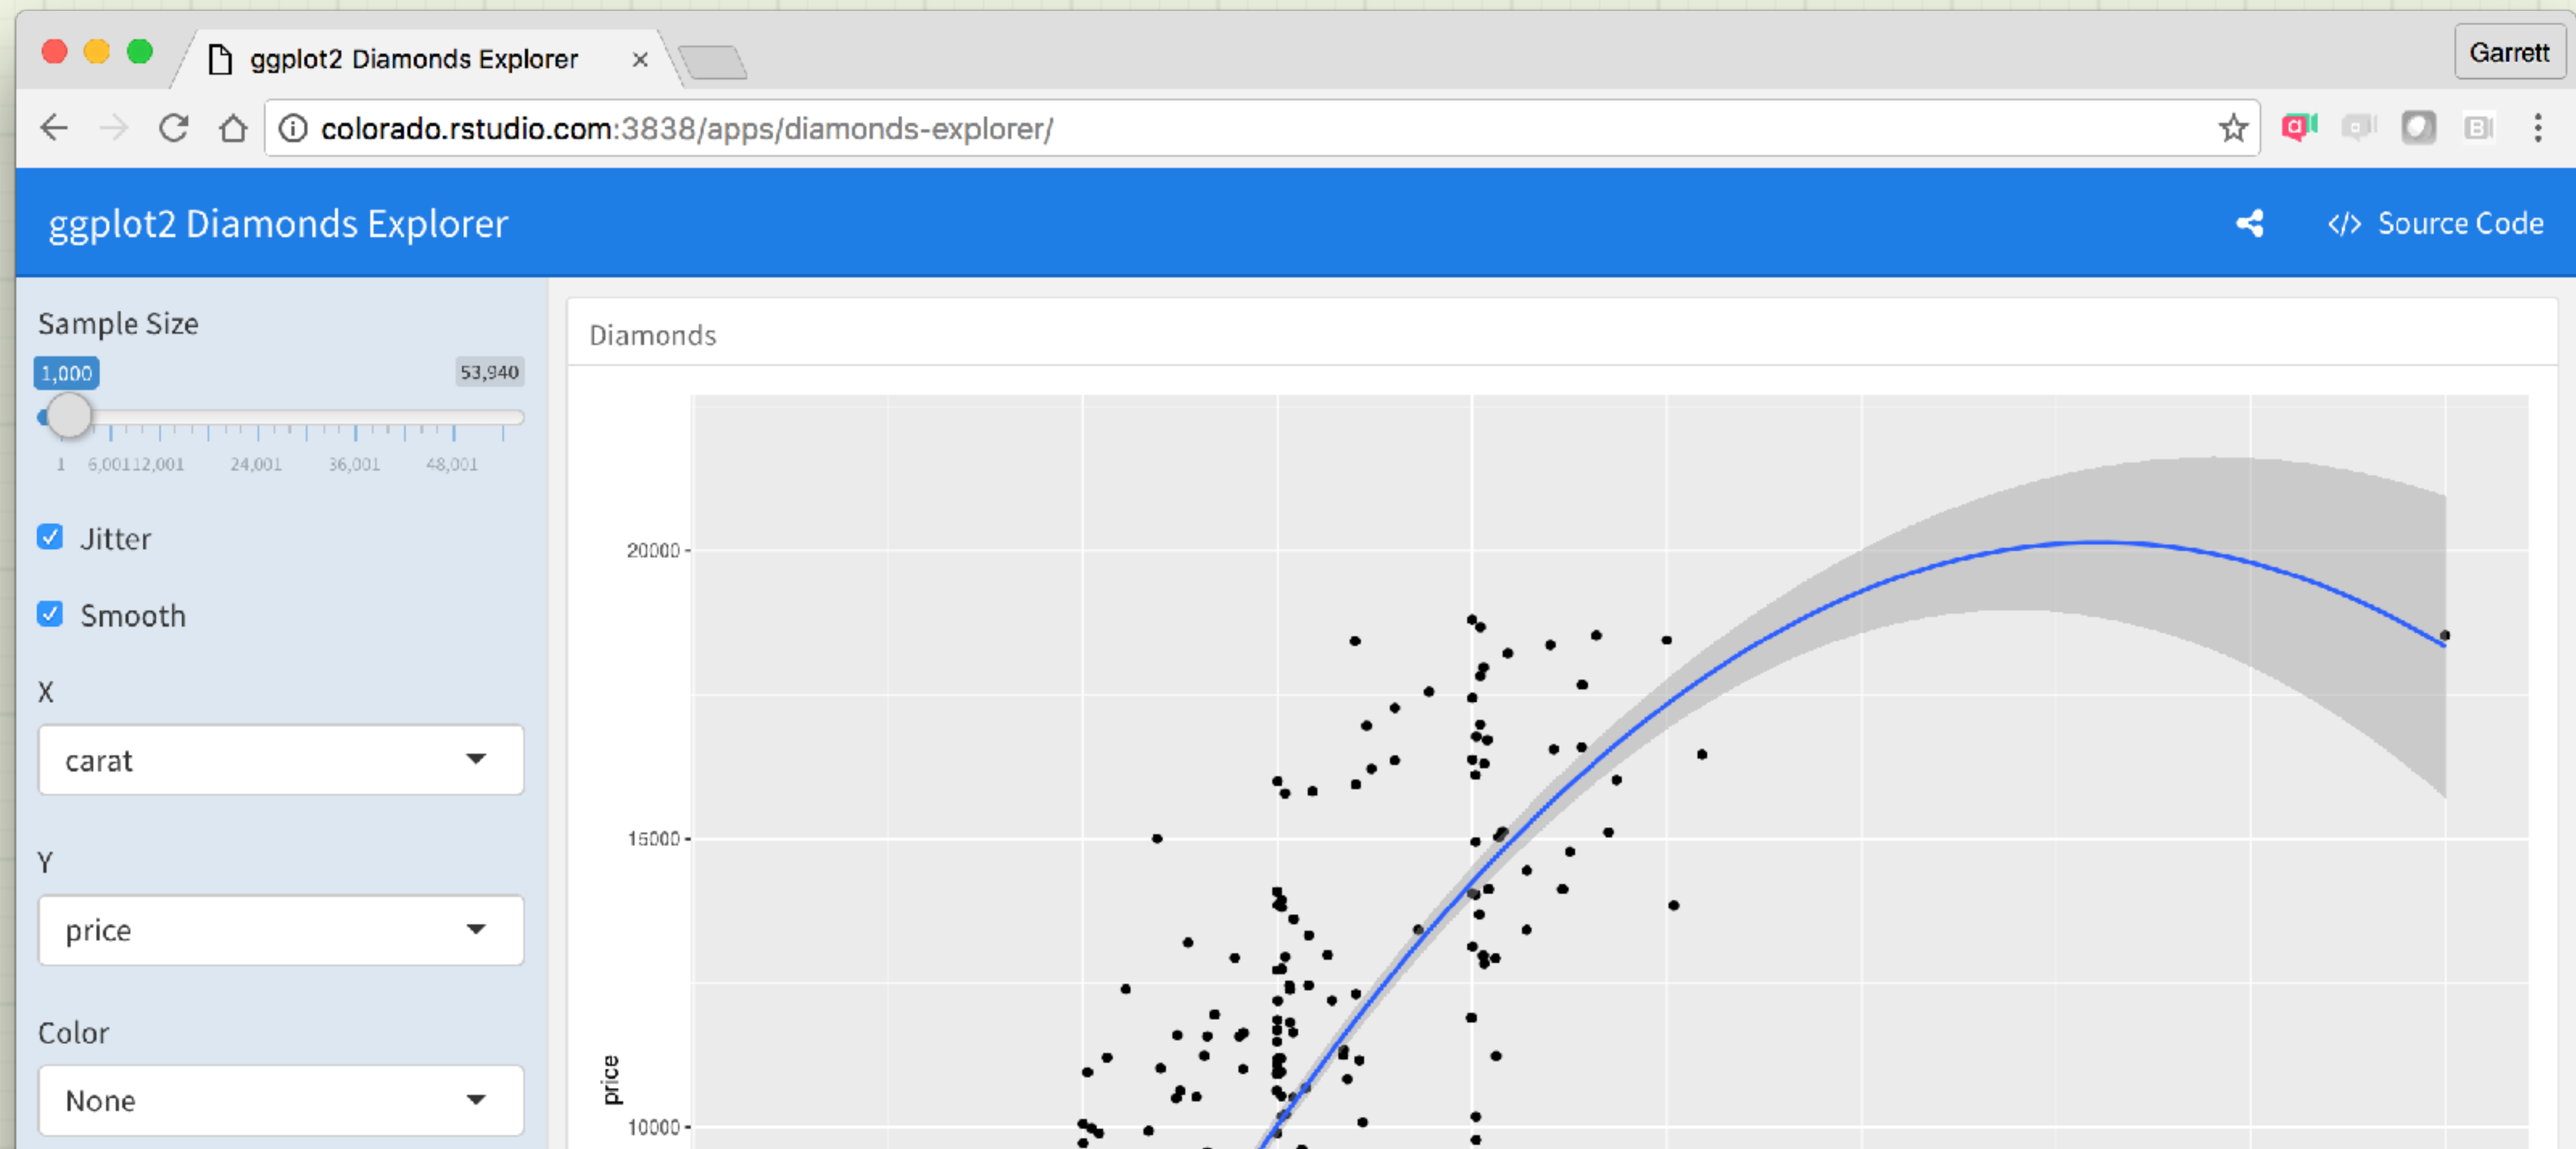 ggplot2 Diamonds Explorer
Garrett
colorado.rstudio.com:3838/apps/diamonds-explorer/
ggplot2 Diamonds Explorer
</> Source Code
Sample Size
1,000
53,940
1 6,001 12,001 24,001 36,001 48,001
Jitter
Smooth
X
carat
Y
price
Color
None
Diamonds
20000
15000
10000
price